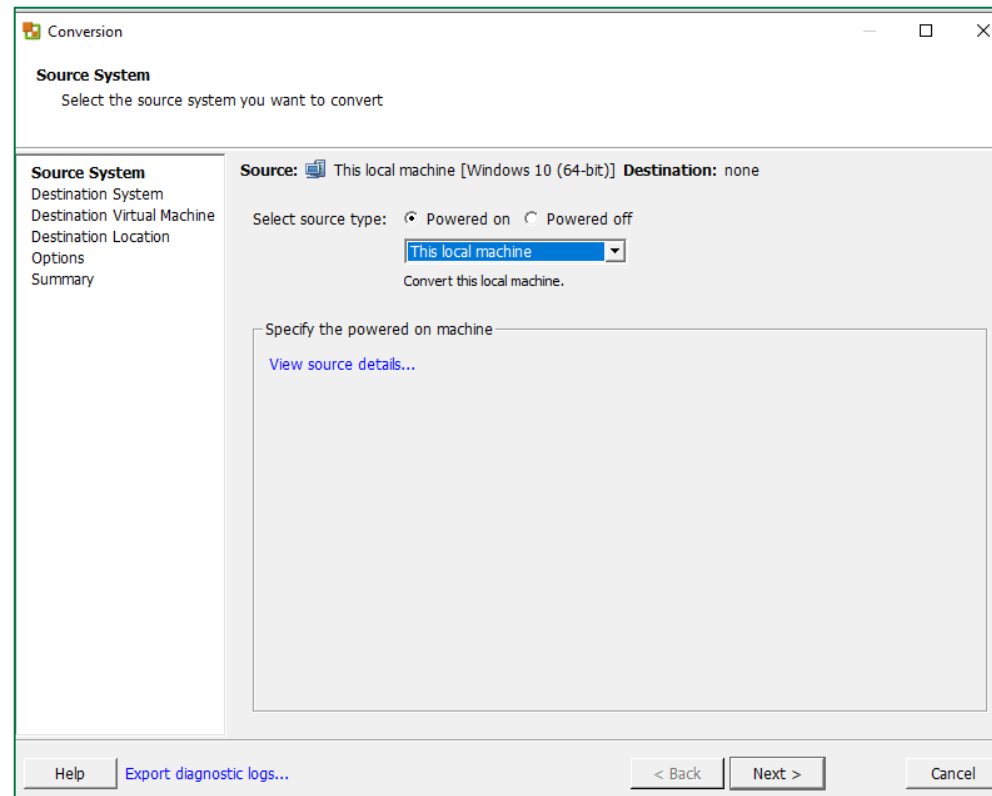 Conversion
Source System
Select the source system you want to convert
Source System
Destination System
Destination Virtual Machine
Destination Location
Options
Summary
Source: This local machine [Windows 10 (64-bit)] Destination: none
Select source type: Powered on Powered off
This local machine
Convert this local machine.
Specify the powered on machine
View source details...
Help Export diagnostic logs... < Back Next > Cancel